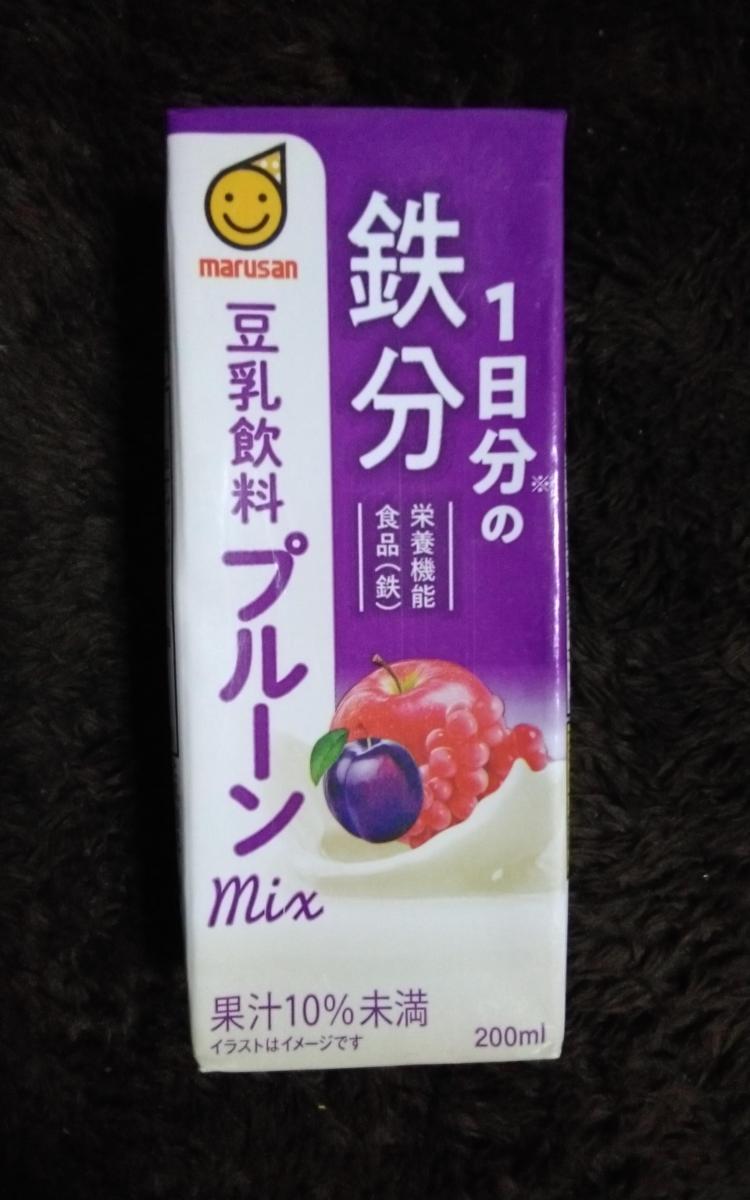 marusan
1日分※の
鉄分
栄養機能
食品(鉄)
豆乳飲料
プルーン
Mix
果汁10%未満
イラストはイメージです
200ml